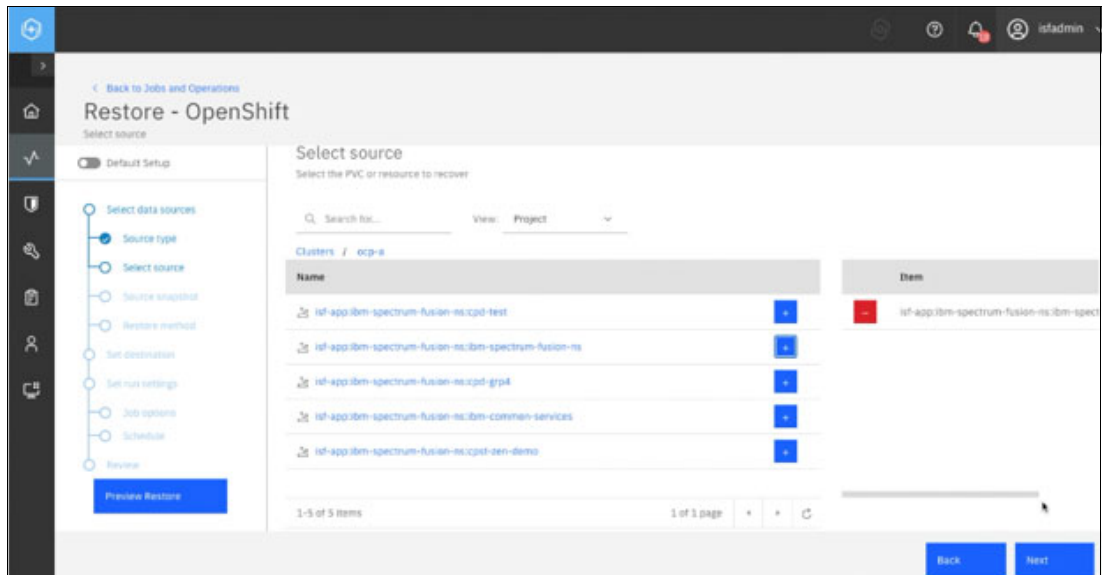 isfadmin
Back to Jobs and Operations
Restore - OpenShift
Select source
Default Setup
Select data sources
Source type
Select source
Source snapshot
Restore method
Set destination
Set run settings
Job options
Schedule
Review
Preview Restore
Select source
Select the PVC or resource to recover
Search for...
View: Project
Clusters / ocp-a
Name
isf-app:ibm-spectrum-fusion-ns:cpd-test
isf-app:ibm-spectrum-fusion-ns:ibm-spectrum-fusion-ns
isf-app:ibm-spectrum-fusion-ns:cpd-grp4
isf-app:ibm-spectrum-fusion-ns:ibm-common-services
isf-app:ibm-spectrum-fusion-ns:cpst-zen-demo
1-5 of 5 items
1 of 1 page
Item
isf-app:ibm-spectrum-fusion-ns:ibm-spect
Back
Next